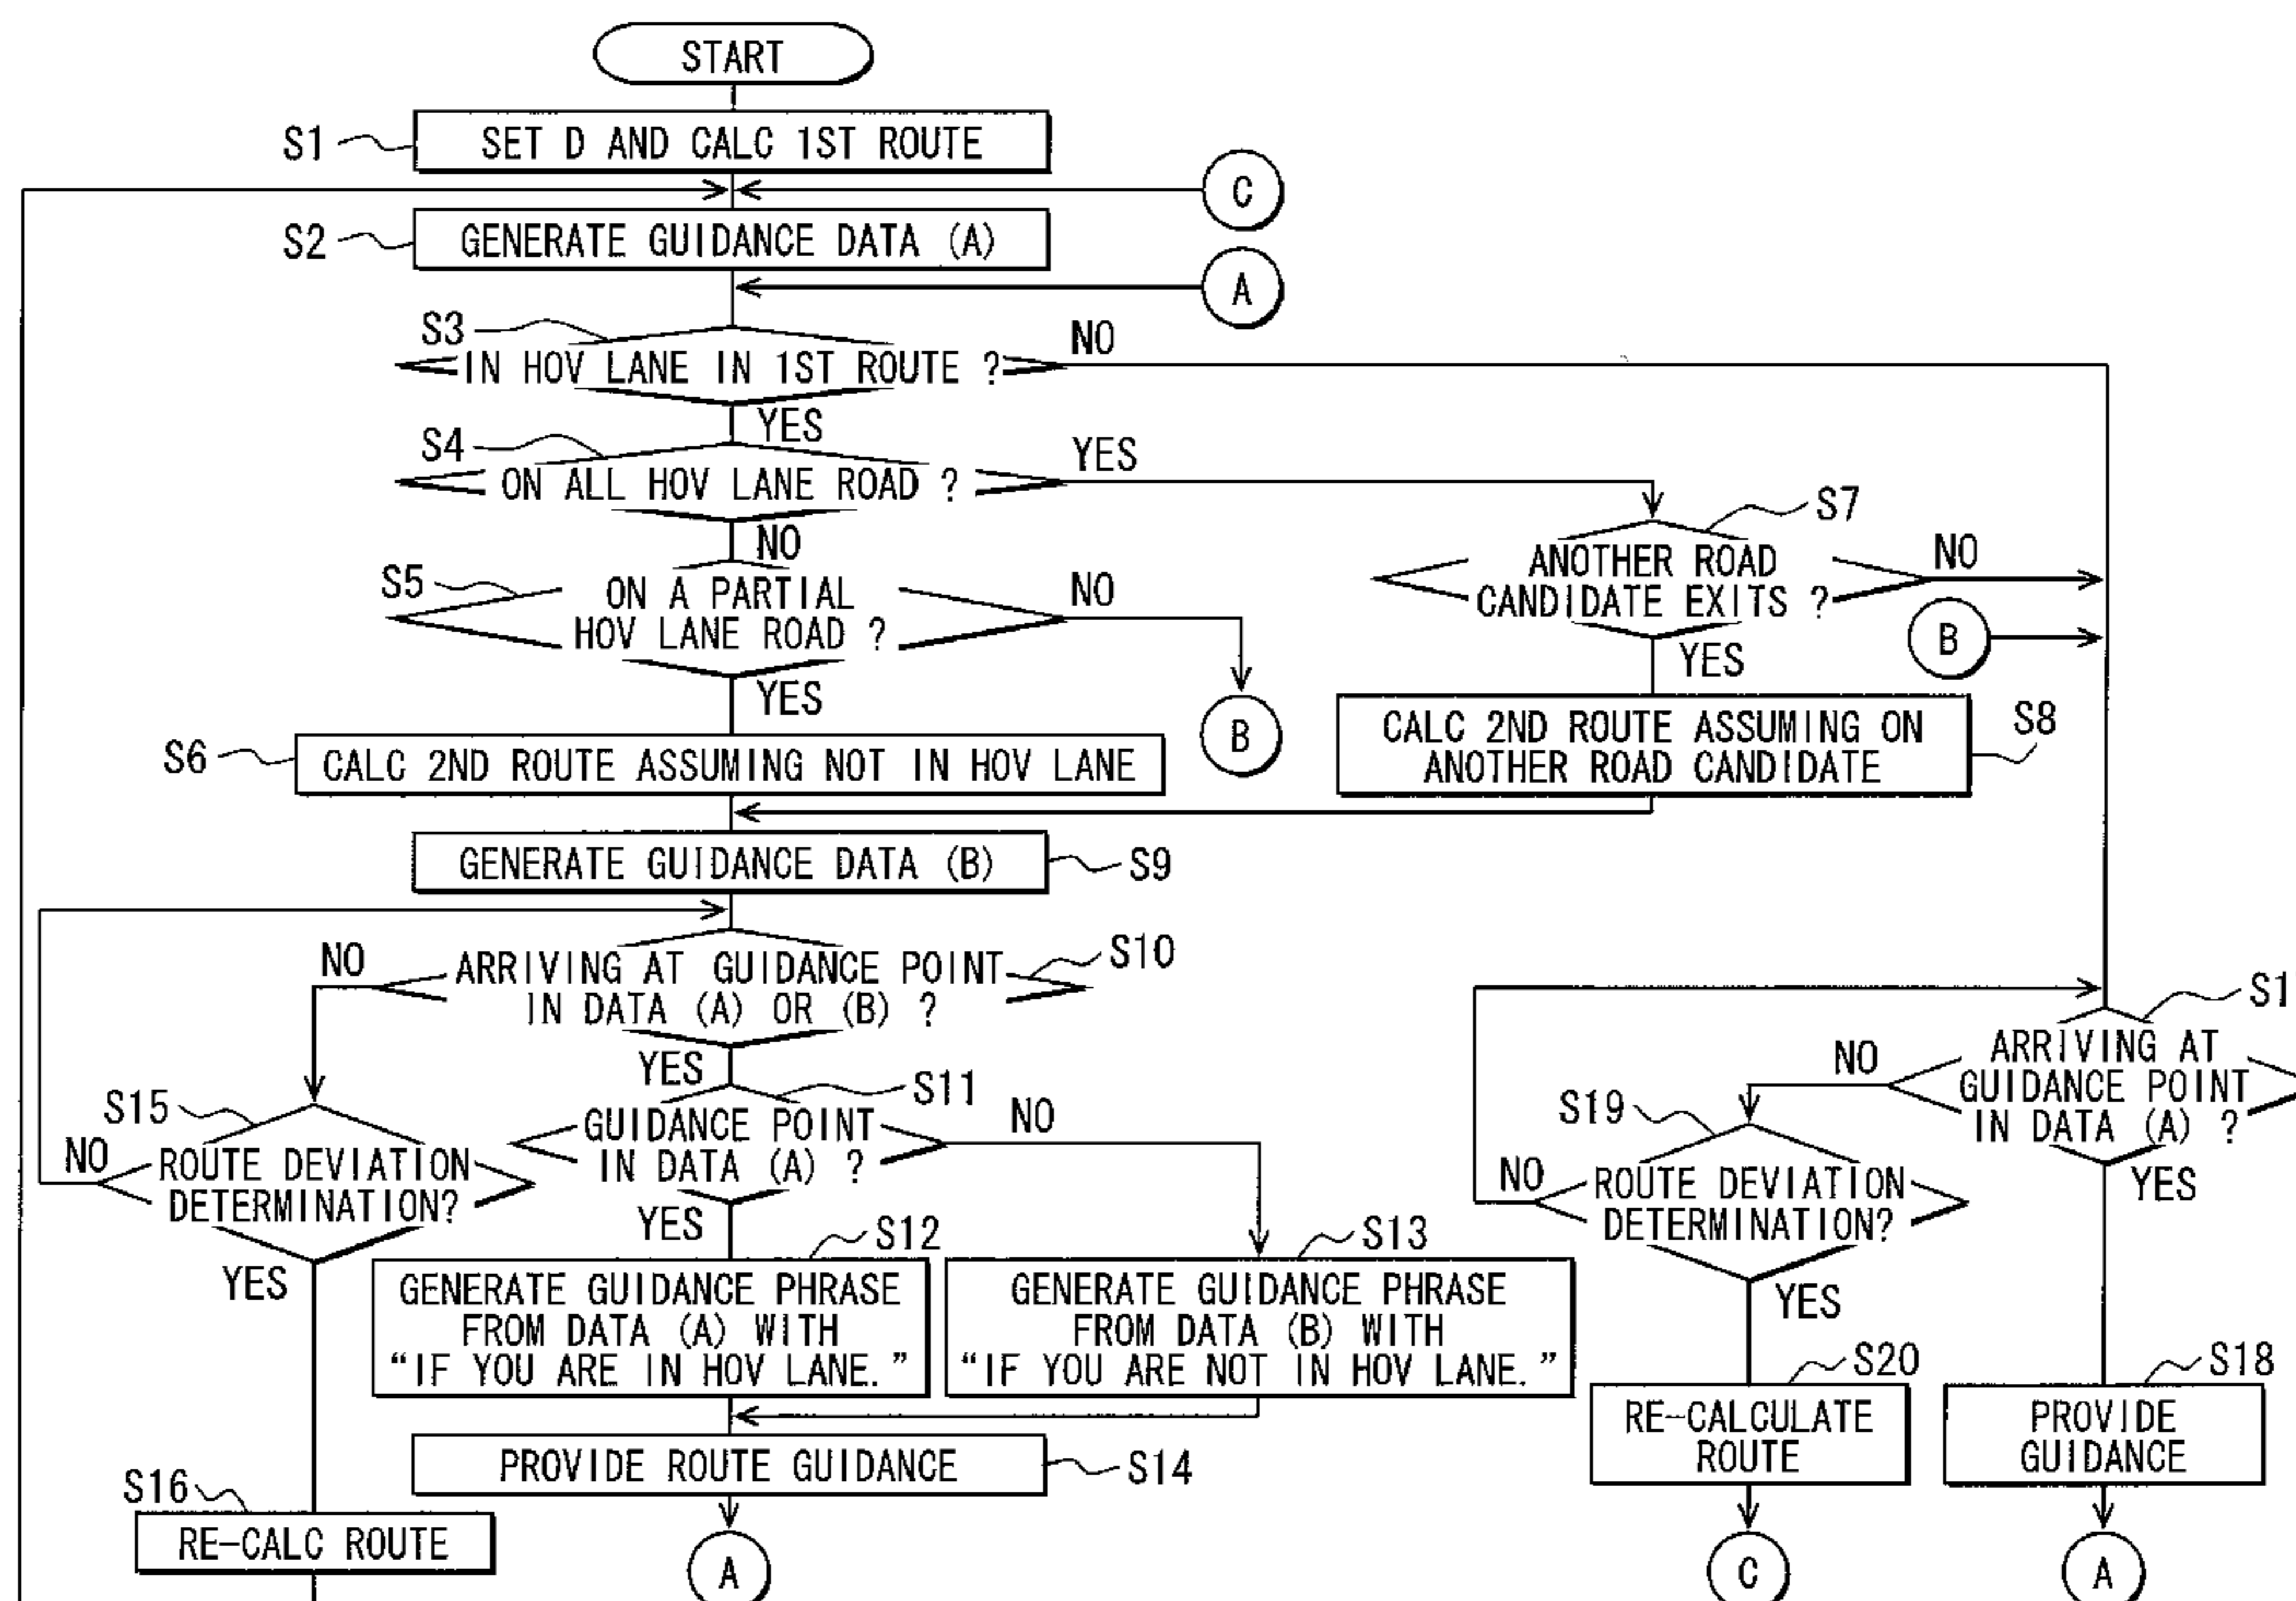 START
S1
SET D AND CALC 1ST ROUTE
C
S2
GENERATE GUIDANCE DATA (A)
A
S3
IN HOV LANE IN 1ST ROUTE ?
NO
YES
S4
ON ALL HOV LANE ROAD ?
YES
NO
S7
ANOTHER ROAD
CANDIDATE EXITS ?
NO
YES
B
S5
ON A PARTIAL
HOV LANE ROAD ?
NO
YES
B
S6
CALC 2ND ROUTE ASSUMING NOT IN HOV LANE
CALC 2ND ROUTE ASSUMING ON
ANOTHER ROAD CANDIDATE
S8
GENERATE GUIDANCE DATA (B)
S9
NO
ARRIVING AT GUIDANCE POINT
IN DATA (A) OR (B) ?
S10
YES
S1
ARRIVING AT
GUIDANCE POINT
IN DATA (A) ?
NO
YES
S15
NO
ROUTE DEVIATION
DETERMINATION?
YES
S11
GUIDANCE POINT
IN DATA (A) ?
NO
YES
S19
NO
ROUTE DEVIATION
DETERMINATION?
YES
S12
GENERATE GUIDANCE PHRASE
FROM DATA (A) WITH
“IF YOU ARE IN HOV LANE.”
S13
GENERATE GUIDANCE PHRASE
FROM DATA (B) WITH
“IF YOU ARE NOT IN HOV LANE.”
S20
RE-CALCULATE
ROUTE
S18
PROVIDE
GUIDANCE
PROVIDE ROUTE GUIDANCE
S14
S16
RE-CALC ROUTE
A
C
A